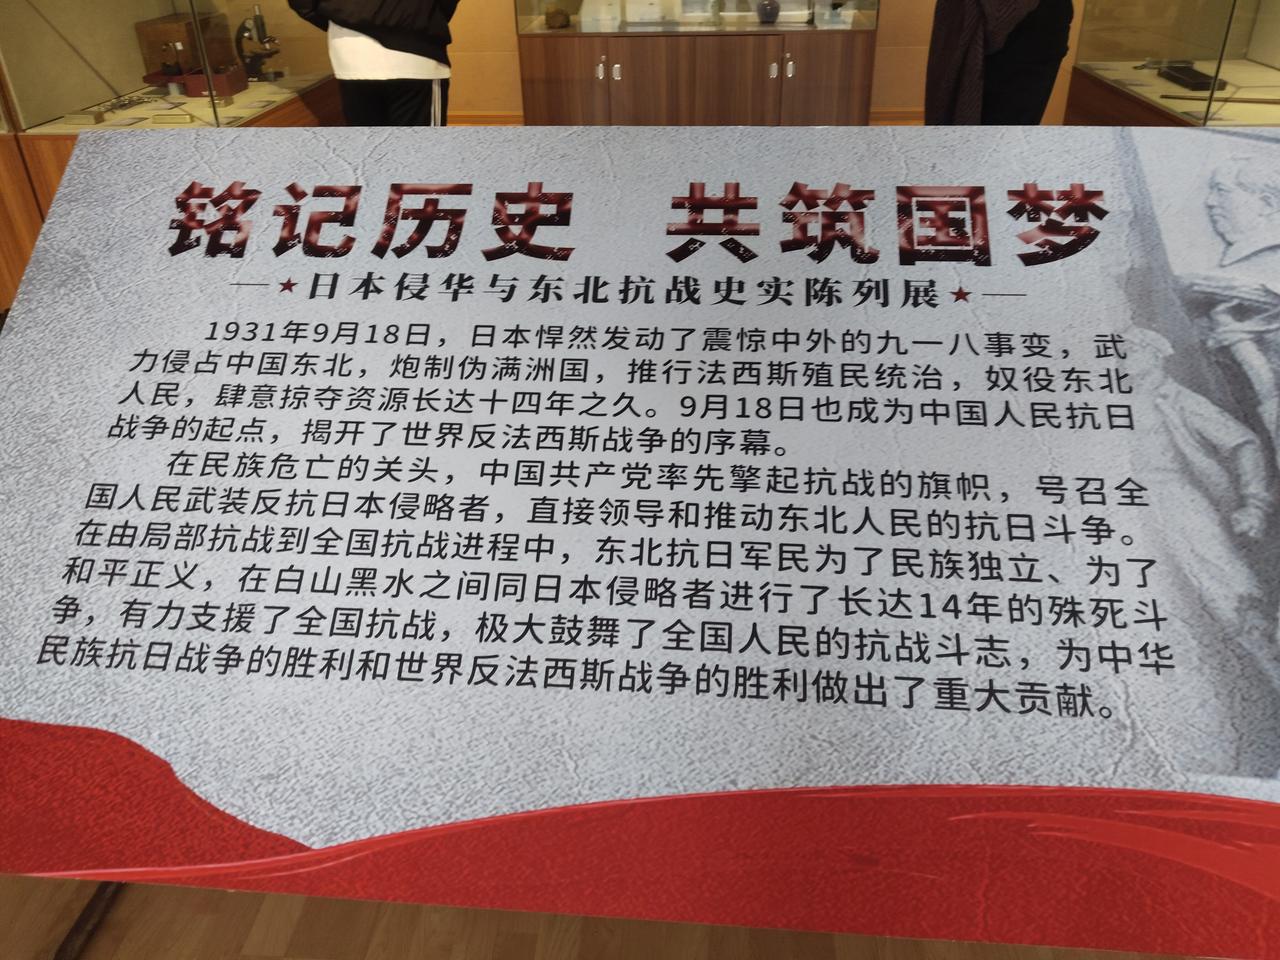 铭记历史 共筑国梦
★日本侵华与东北抗战史实陈列展★
1931年9月18日，日本悍然发动了震惊中外的九一八事变，武
力侵占中国东北，炮制伪满洲国，推行法西斯殖民统治，奴役东北
人民，肆意掠夺资源长达十四年之久。9月18日也成为中国人民抗日
战争的起点，揭开了世界反法西斯战争的序幕。
在民族危亡的关头，中国共产党率先擎起抗战的旗帜，号召全
国人民武装反抗日本侵略者，直接领导和推动东北人民的抗日斗争。
在由局部抗战到全国抗战进程中，东北抗日军民为了民族独立、为了
和平正义，在白山黑水之间同日本侵略者进行了长达14年的殊死斗
争，有力支援了全国抗战，极大鼓舞了全国人民的抗战斗志，为中华
民族抗日战争的胜利和世界反法西斯战争的胜利做出了重大贡献。